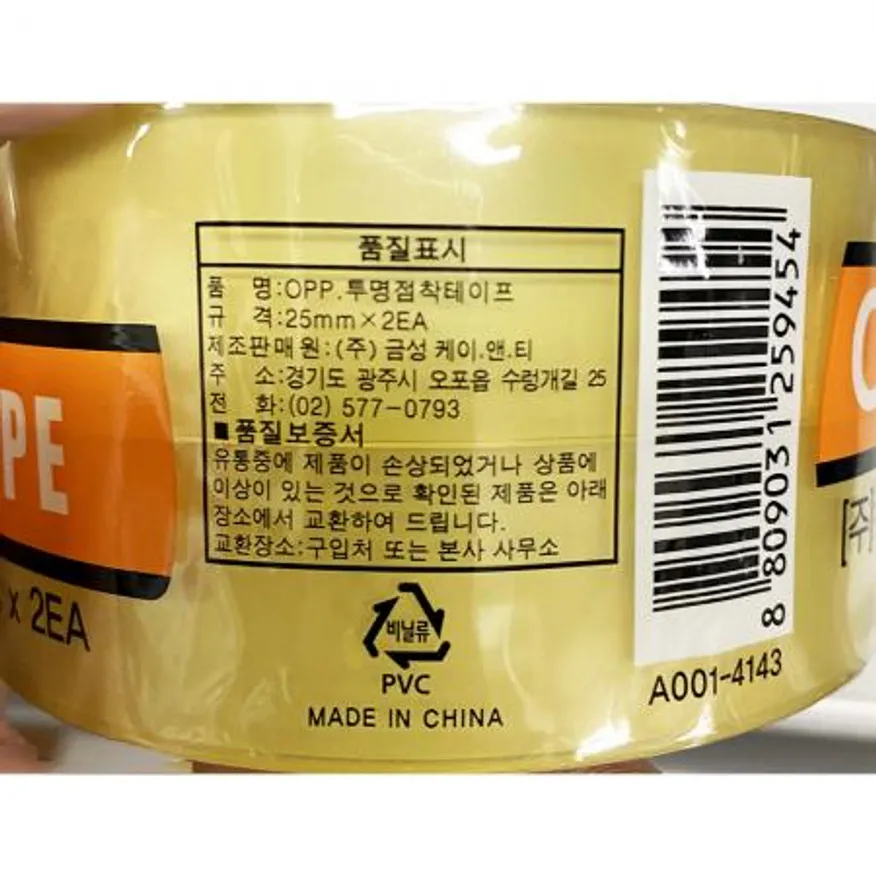 품질표시
품 명:OPP.투명점착테이프
규 격:25mm×2EA
제조판매원:(주) 금성 케이.앤.티
주 소:경기도 광주시 오포읍 수렁개길 25
전 화:(02) 577-0793
■품질보증서
유통중에 제품이 손상되었거나 상품에
이상이 있는 것으로 확인된 제품은 아래
장소에서 교환하여 드립니다.
교환장소:구입처 또는 본사 사무소
비닐류
PVC
MADE IN CHINA
8 809031 259454
A001-4143
PE
x 2EA
[주